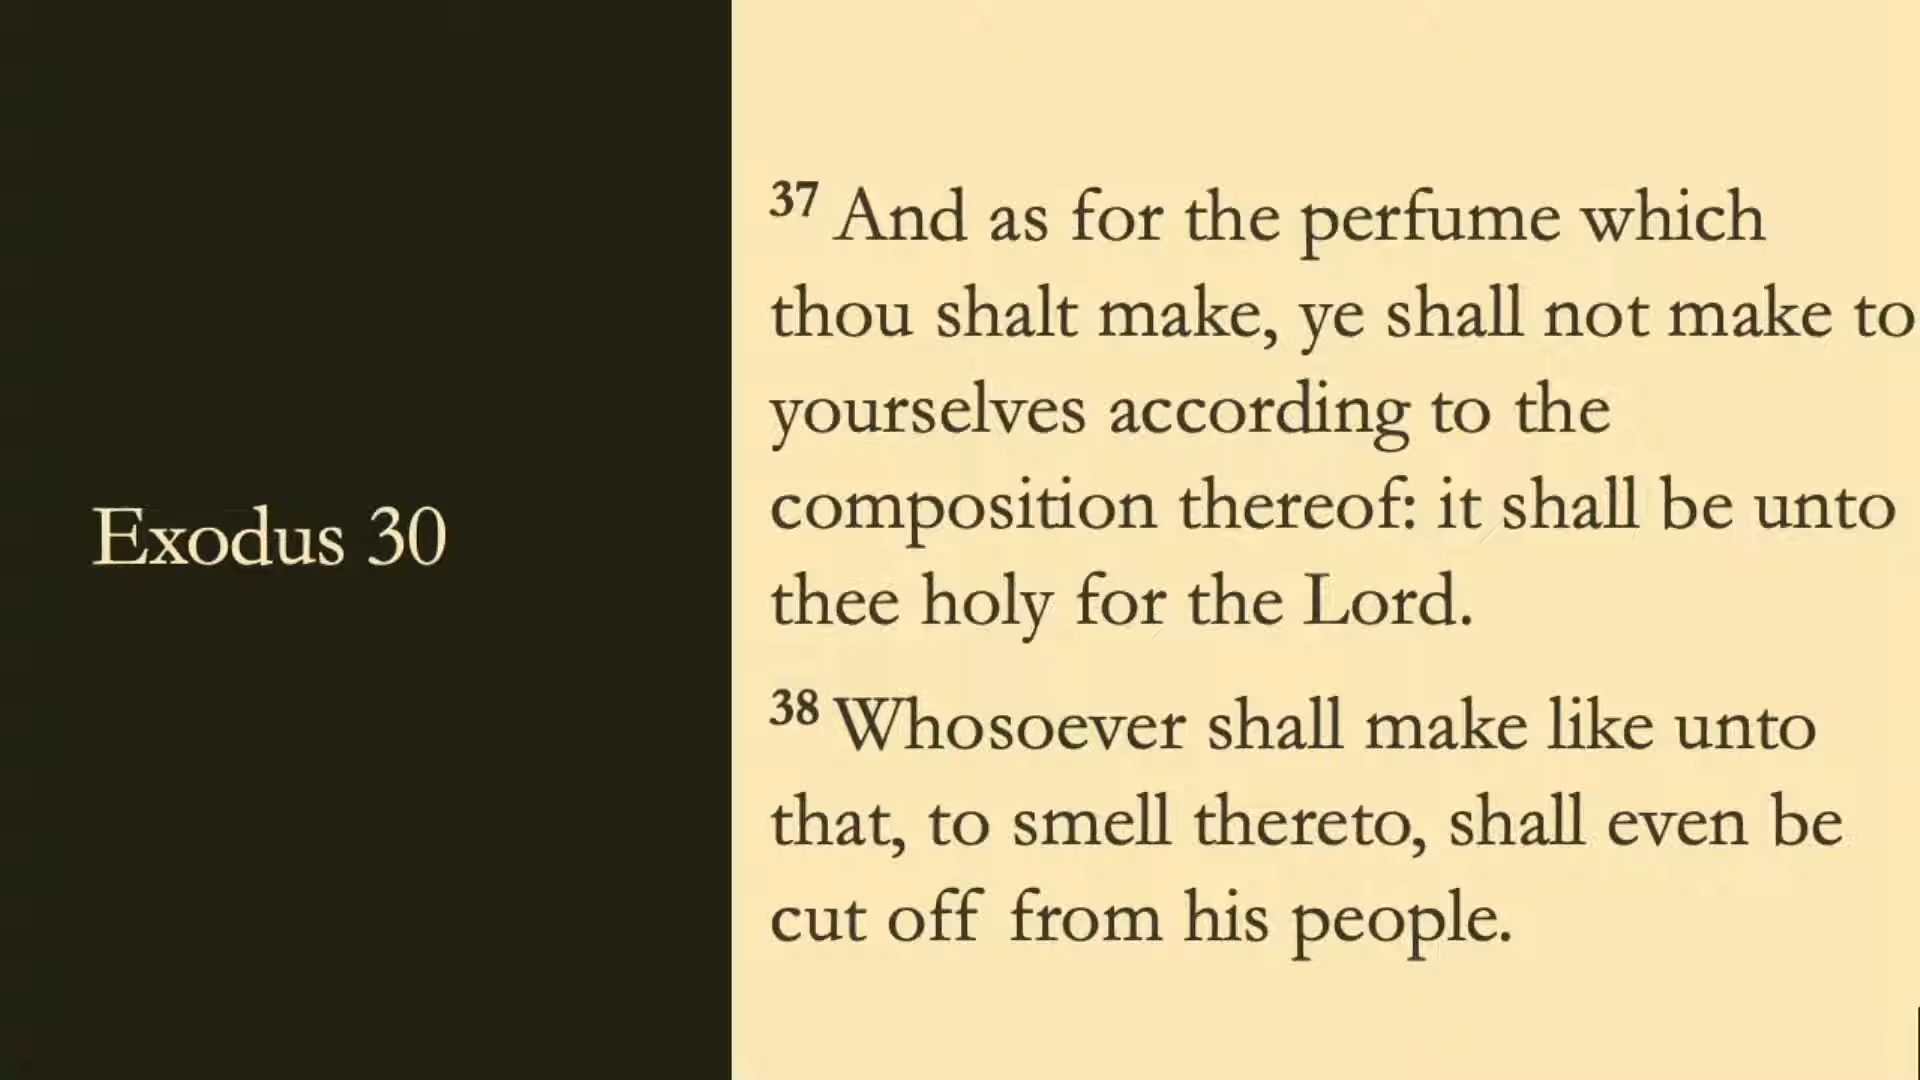 Exodus 30
37 And as for the perfume which
thou shalt make, ye shall not make to
yourselves according to the
composition thereof: it shall be unto
thee holy for the Lord.
38 Whosoever shall make like unto
that, to smell thereto, shall even be
cut off from his people.